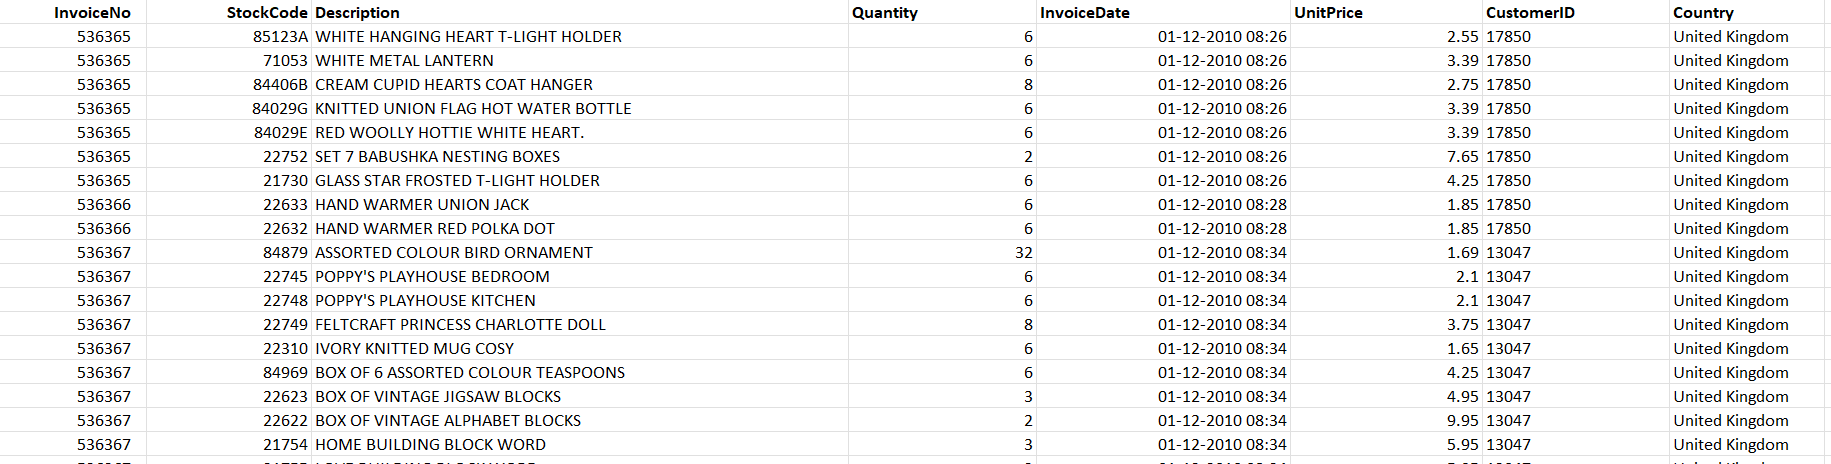 InvoiceNo StockCode Description Quantity InvoiceDate UnitPrice CustomerID Country
536365 85123A WHITE HANGING HEART T-LIGHT HOLDER 6 01-12-2010 08:26 2.55 17850 United Kingdom
536365 71053 WHITE METAL LANTERN 6 01-12-2010 08:26 3.39 17850 United Kingdom
536365 84406B CREAM CUPID HEARTS COAT HANGER 8 01-12-2010 08:26 2.75 17850 United Kingdom
536365 84029G KNITTED UNION FLAG HOT WATER BOTTLE 6 01-12-2010 08:26 3.39 17850 United Kingdom
536365 84029E RED WOOLLY HOTTIE WHITE HEART. 6 01-12-2010 08:26 3.39 17850 United Kingdom
536365 22752 SET 7 BABUSHKA NESTING BOXES 2 01-12-2010 08:26 7.65 17850 United Kingdom
536365 21730 GLASS STAR FROSTED T-LIGHT HOLDER 6 01-12-2010 08:26 4.25 17850 United Kingdom
536366 22633 HAND WARMER UNION JACK 6 01-12-2010 08:28 1.85 17850 United Kingdom
536366 22632 HAND WARMER RED POLKA DOT 6 01-12-2010 08:28 1.85 17850 United Kingdom
536367 84879 ASSORTED COLOUR BIRD ORNAMENT 32 01-12-2010 08:34 1.69 13047 United Kingdom
536367 22745 POPPY'S PLAYHOUSE BEDROOM 6 01-12-2010 08:34 2.1 13047 United Kingdom
536367 22748 POPPY'S PLAYHOUSE KITCHEN 6 01-12-2010 08:34 2.1 13047 United Kingdom
536367 22749 FELTCRAFT PRINCESS CHARLOTTE DOLL 8 01-12-2010 08:34 3.75 13047 United Kingdom
536367 22310 IVORY KNITTED MUG COSY 6 01-12-2010 08:34 1.65 13047 United Kingdom
536367 84969 BOX OF 6 ASSORTED COLOUR TEASPOONS 6 01-12-2010 08:34 4.25 13047 United Kingdom
536367 22623 BOX OF VINTAGE JIGSAW BLOCKS 3 01-12-2010 08:34 4.95 13047 United Kingdom
536367 22622 BOX OF VINTAGE ALPHABET BLOCKS 2 01-12-2010 08:34 9.95 13047 United Kingdom
536367 21754 HOME BUILDING BLOCK WORD 3 01-12-2010 08:34 5.95 13047 United Kingdom